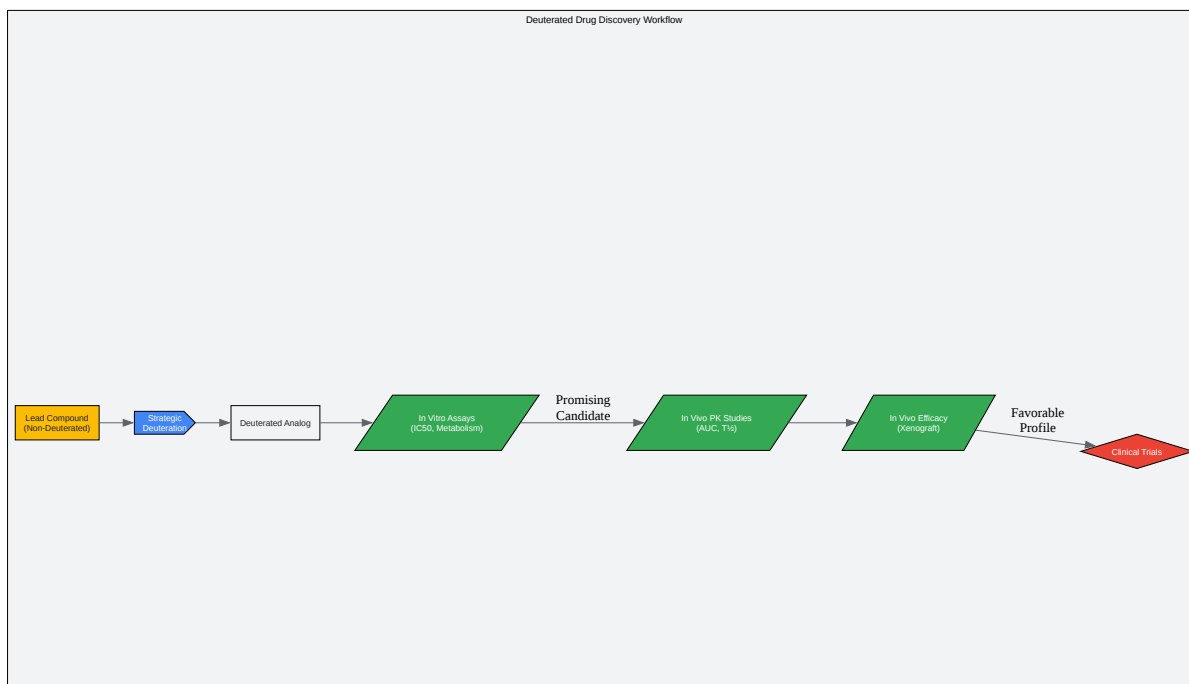 Deuterated Drug Discovery Workflow
Lead Compound
(Non-Deuterated)
Strategic
Deuteration
Deuterated Analog
In Vitro Assays
(IC50, Metabolism)
Promising
Candidate
In Vivo PK Studies
(AUC, T½)
In Vivo Efficacy
(Xenograft)
Favorable
Profile
Clinical Trials